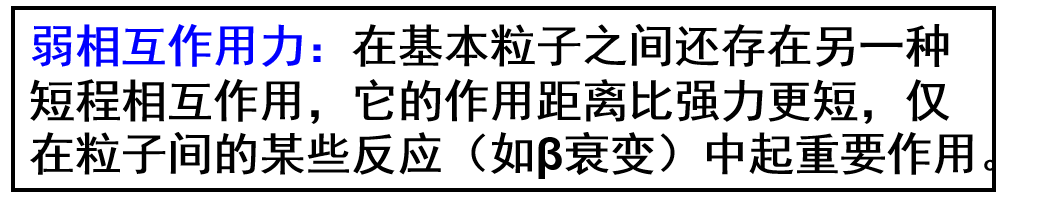 弱相互作用力：在基本粒子之间还存在另一种
短程相互作用，它的作用距离比强力更短，仅
在粒子间的某些反应（如β衰变）中起重要作用。